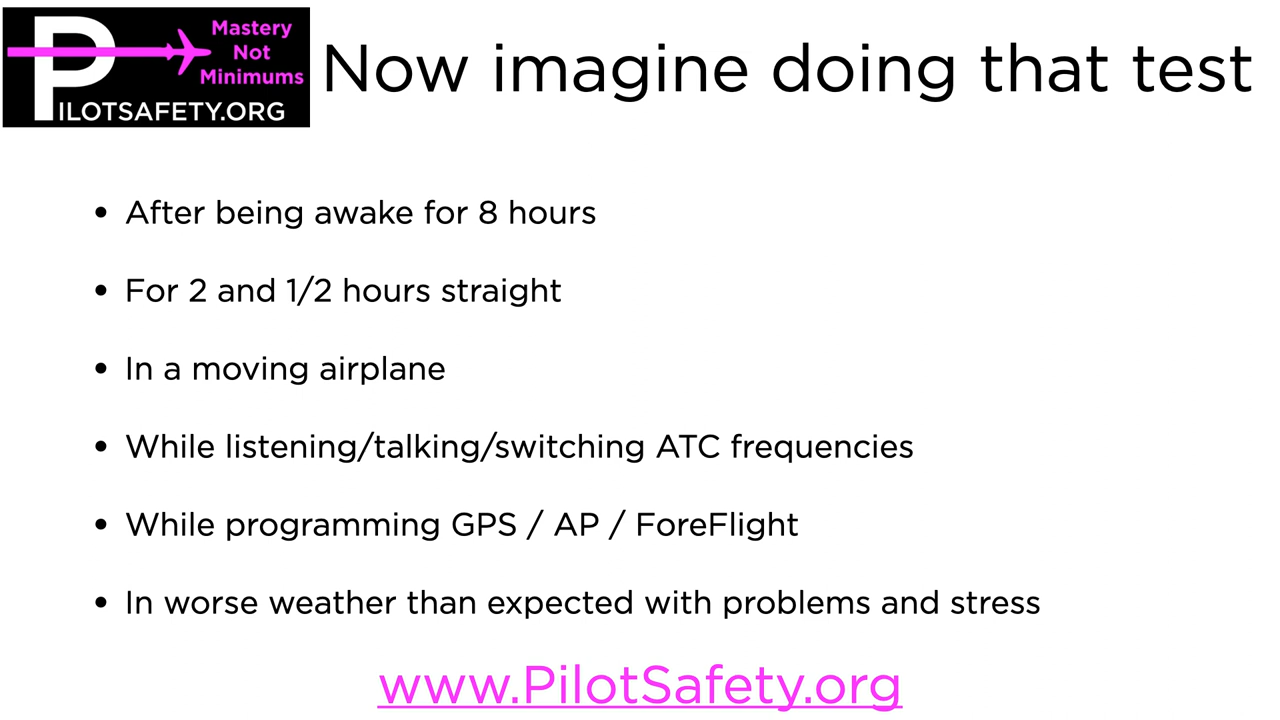 Mastery
Not
Minimums
PILOTSAFETY.ORG
Now imagine doing that test
• After being awake for 8 hours
• For 2 and 1/2 hours straight
• In a moving airplane
• While listening/talking/switching ATC frequencies
• While programming GPS / AP / ForeFlight
• In worse weather than expected with problems and stress
www.PilotSafety.org